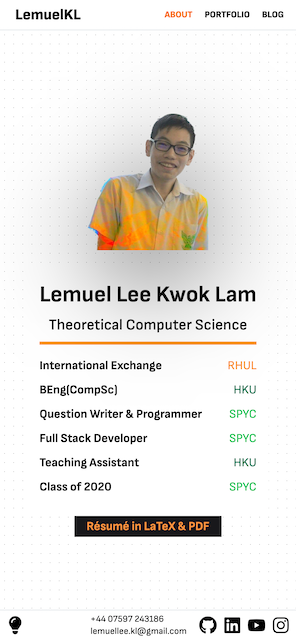 LemuelKL
ABOUT PORTFOLIO BLOG
Lemuel Lee Kwok Lam
Theoretical Computer Science
International Exchange RHUL
BEng(CompSc) HKU
Question Writer & Programmer SPYC
Full Stack Developer SPYC
Teaching Assistant HKU
Class of 2020 SPYC
Résumé in LaTeX & PDF
+44 07597 243186
lemuellee.kl@gmail.com